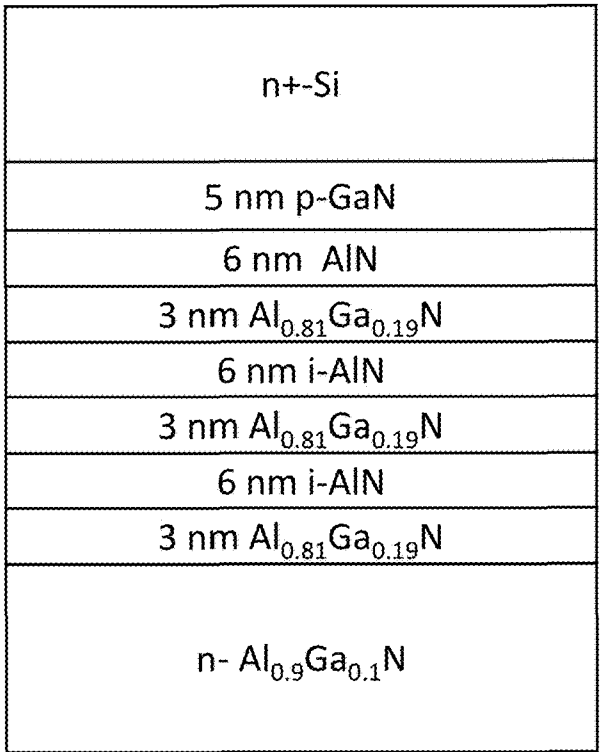 n+-Si
5 nm p-GaN
6 nm AlN
3 nm Al₀.₈₁Ga₀.₁₉N
6 nm i-AlN
3 nm Al₀.₈₁Ga₀.₁₉N
6 nm i-AlN
3 nm Al₀.₈₁Ga₀.₁₉N
n- Al₀.₉Ga₀.₁N